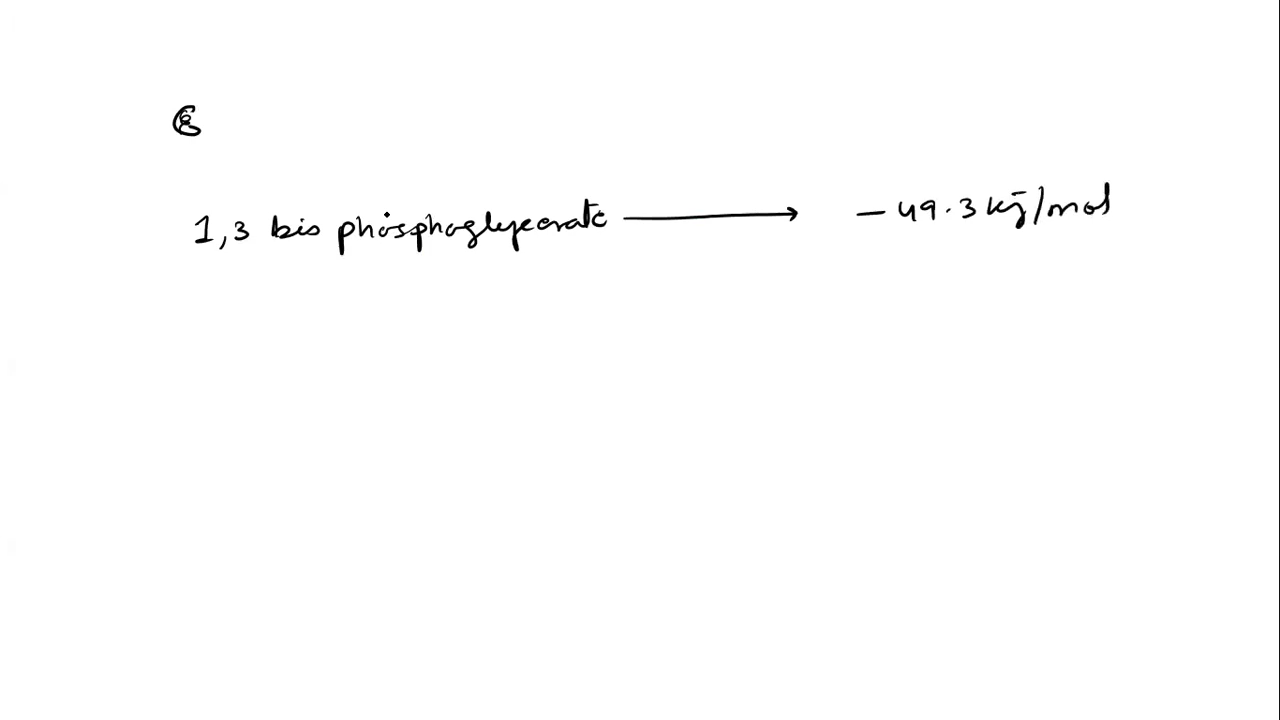 1,3 bis phosphoglycerate → - 49.3 kj/mol